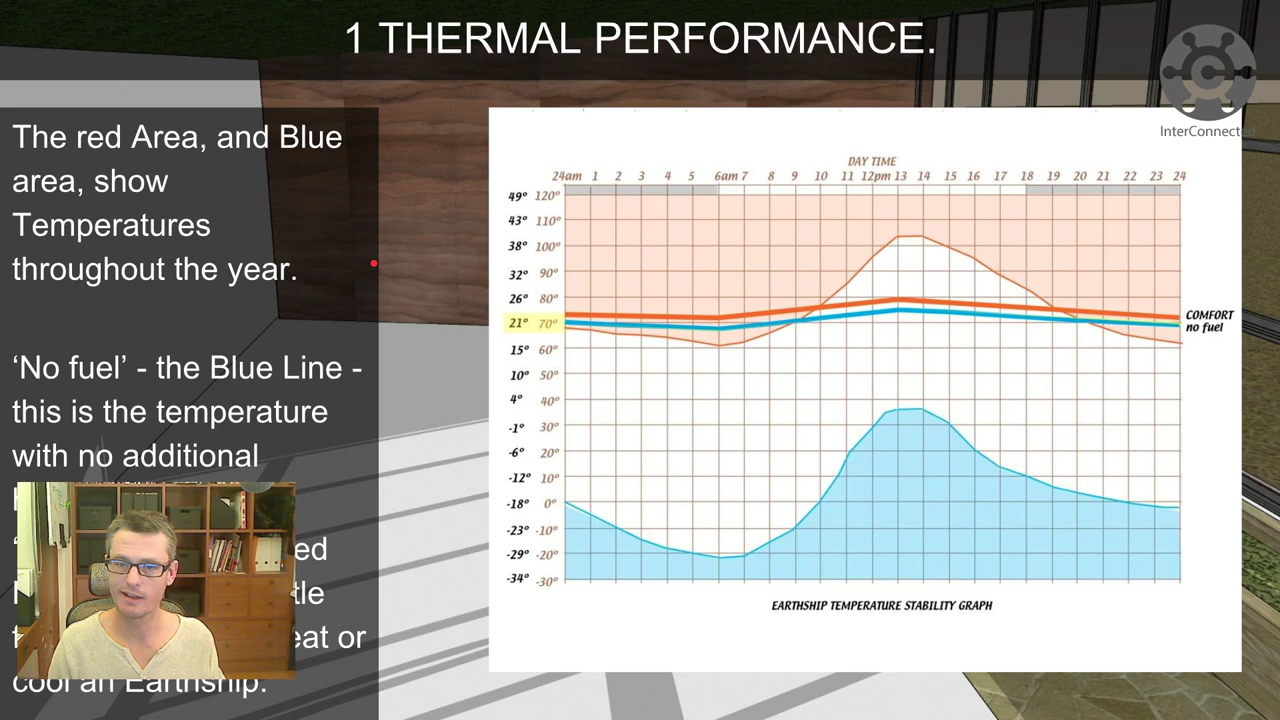 1 THERMAL PERFORMANCE.
InterConnected
The red Area, and Blue
area, show
Temperatures
throughout the year.
'No fuel' - the Blue Line -
this is the temperature
with no additional
eat or
cool an Earthship.
DAY TIME
24am 1 2 3 4 5 6am 7 8 9 10 11 12pm 13 14 15 16 17 18 19 20 21 22 23 24
49° 120°
43° 110°
38° 100°
32° 90°
26° 80°
21° 70°
15° 60°
10° 50°
4° 40°
-1° 30°
-6° 20°
-12° 10°
-18° 0°
-23° -10°
-29° -20°
-34° -30°
COMFORT
no fuel
EARTHSHIP TEMPERATURE STABILITY GRAPH